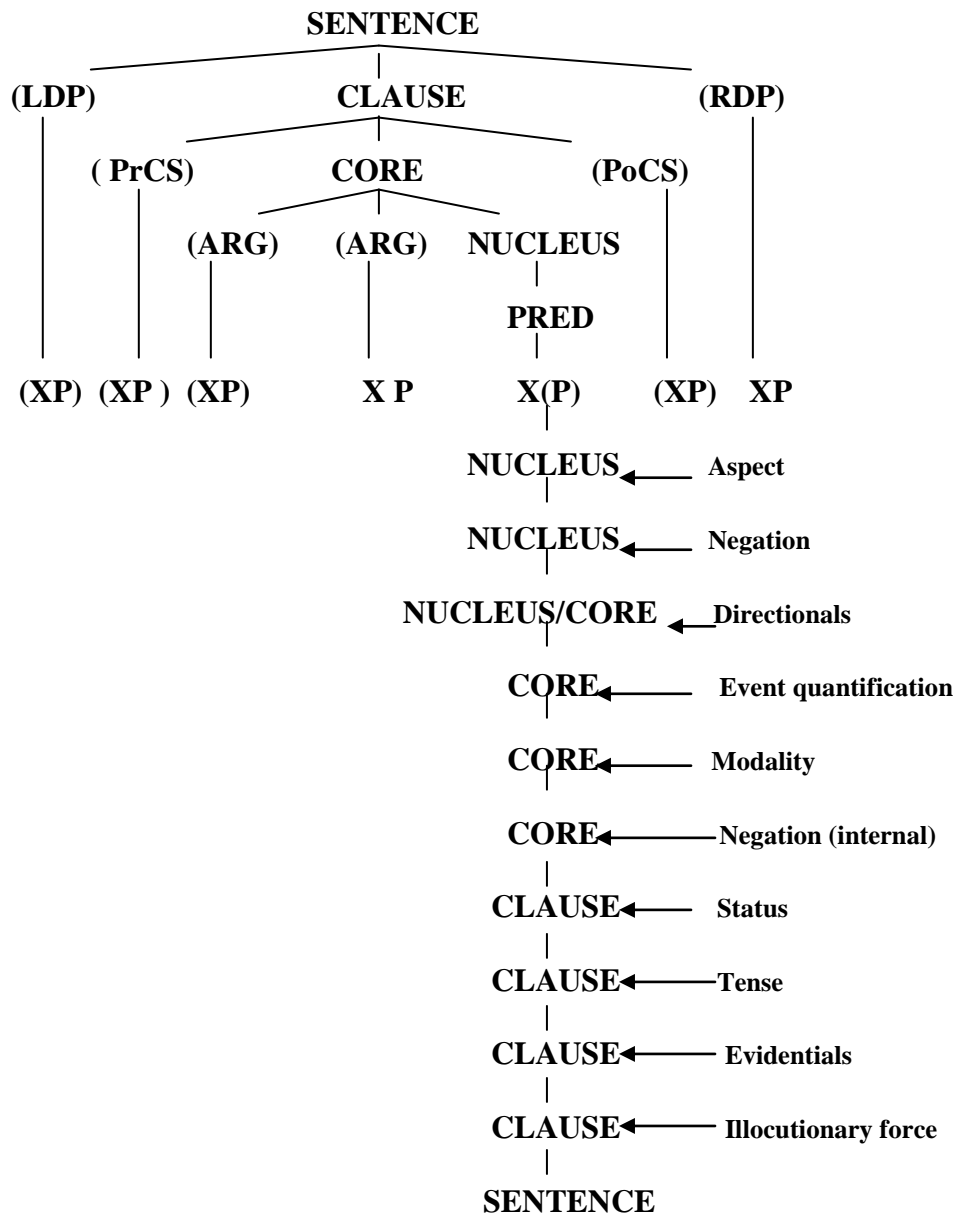 SENTENCE
(LDP) CLAUSE (RDP)
( PrCS) CORE (PoCS)
(ARG) (ARG) NUCLEUS
PRED
(XP) (XP ) (XP) X P X(P) (XP) XP
NUCLEUS Aspect
NUCLEUS Negation
NUCLEUS/CORE Directionals
CORE Event quantification
CORE Modality
CORE Negation (internal)
CLAUSE Status
CLAUSE Tense
CLAUSE Evidentials
CLAUSE Illocutionary force
SENTENCE